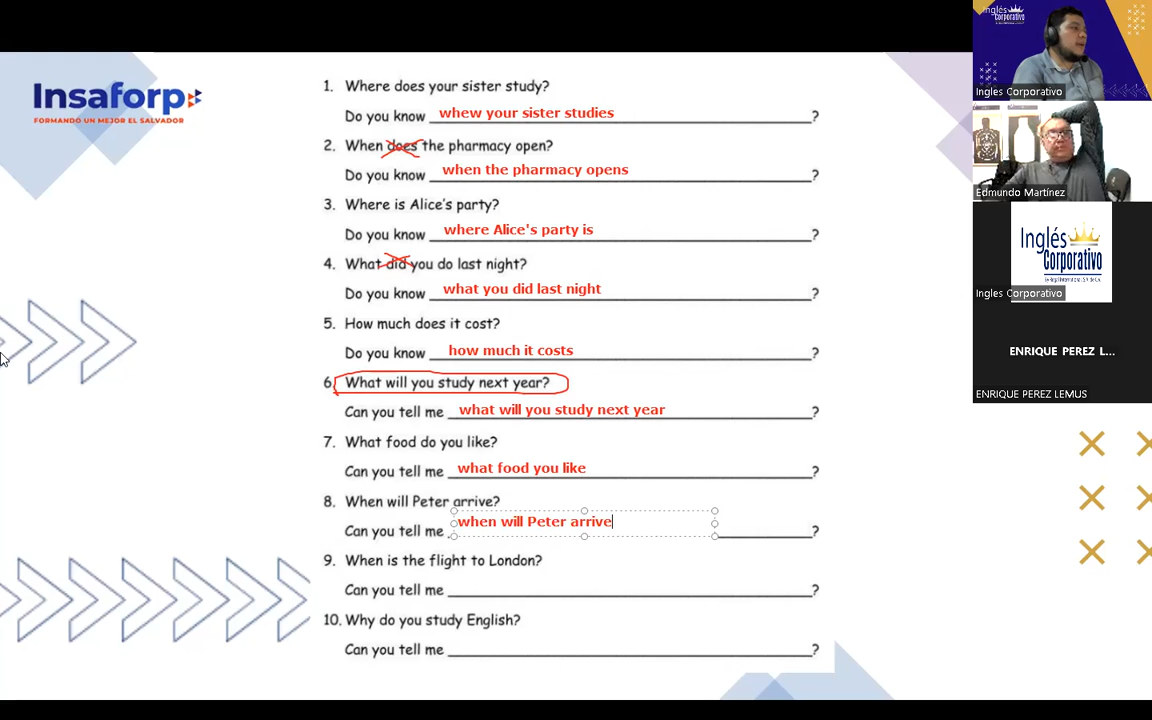 Insaforp
FORMANDO UN MEJOR EL SALVADOR
1. Where does your sister study?
Do you know whew your sister studies ?
2. When does the pharmacy open?
Do you know when the pharmacy opens ?
3. Where is Alice's party?
Do you know where Alice's party is ?
4. What did you do last night?
Do you know what you did last night ?
5. How much does it cost?
Do you know how much it costs ?
6. What will you study next year?
Can you tell me what will you study next year ?
7. What food do you like?
Can you tell me what food you like ?
8. When will Peter arrive?
Can you tell me when will Peter arrive ?
9. When is the flight to London?
Can you tell me ?
10. Why do you study English?
Can you tell me ?
Inglés
Corporativo
Ingles Corporativo
Edmundo Martínez
Inglés
Corporativo
Ingles Corporativo
ENRIQUE PEREZ L...
ENRIQUE PEREZ LEMUS